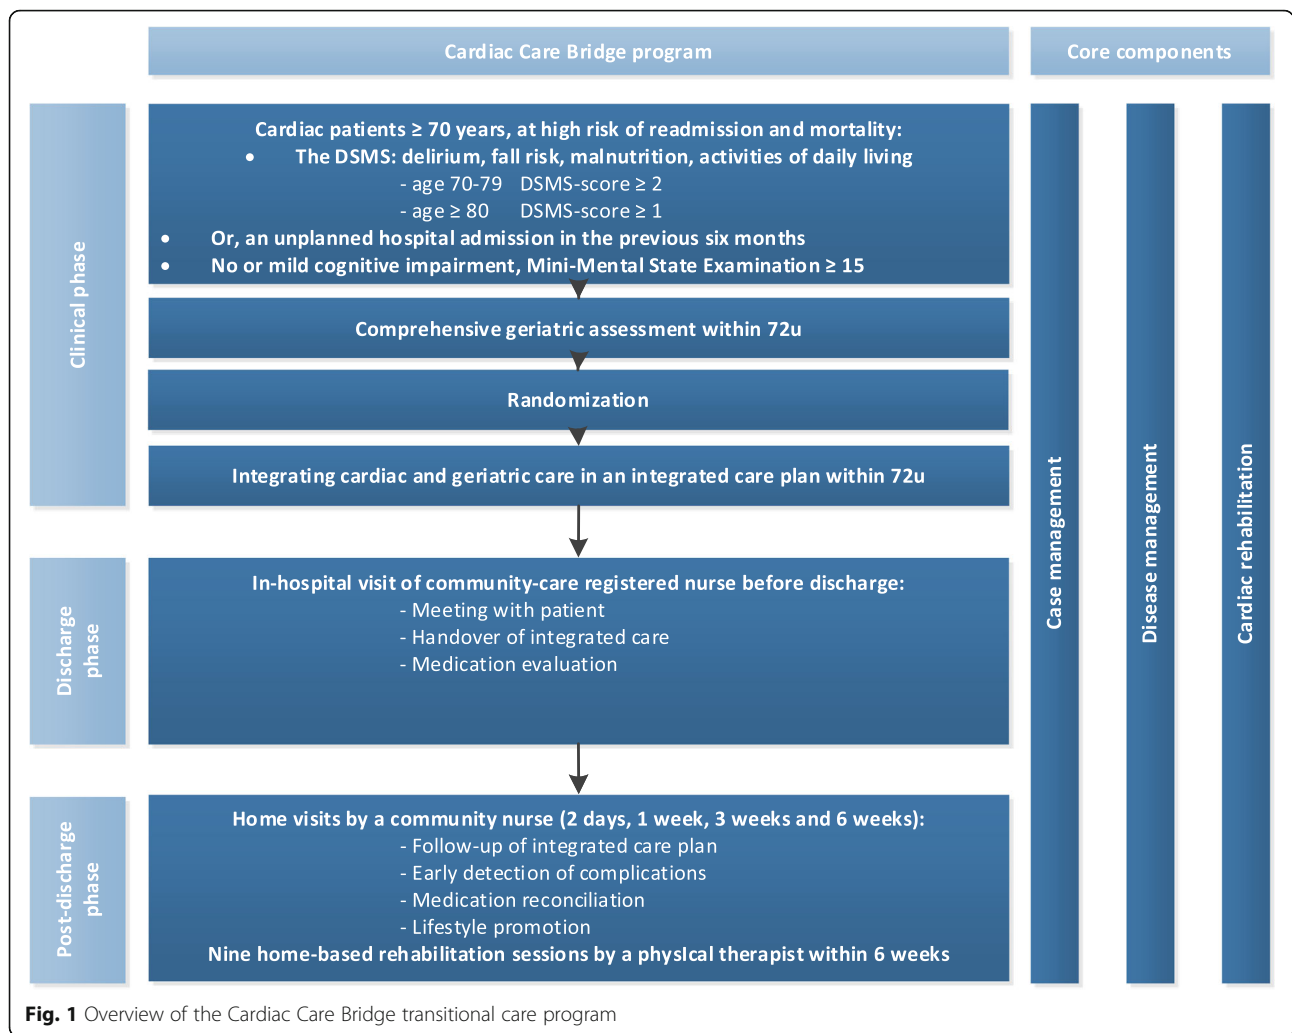 Cardiac Care Bridge program
Core components
Clinical phase
Cardiac patients ≥ 70 years, at high risk of readmission and mortality:
• The DSMS: delirium, fall risk, malnutrition, activities of daily living
- age 70-79 DSMS-score ≥ 2
- age ≥ 80 DSMS-score ≥ 1
• Or, an unplanned hospital admission in the previous six months
• No or mild cognitive impairment, Mini-Mental State Examination ≥ 15
Comprehensive geriatric assessment within 72u
Randomization
Integrating cardiac and geriatric care in an integrated care plan within 72u
Discharge
phase
In-hospital visit of community-care registered nurse before discharge:
- Meeting with patient
- Handover of integrated care
- Medication evaluation
Post-discharge
phase
Home visits by a community nurse (2 days, 1 week, 3 weeks and 6 weeks):
- Follow-up of integrated care plan
- Early detection of complications
- Medication reconciliation
- Lifestyle promotion
Nine home-based rehabilitation sessions by a physIcal therapist within 6 weeks
Case management
Disease management
Cardiac rehabilitation
Fig. 1 Overview of the Cardiac Care Bridge transitional care program